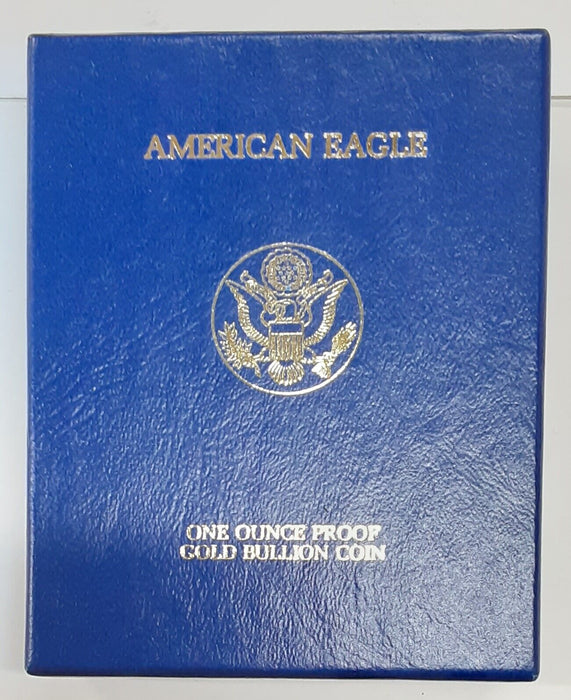 AMERICAN EAGLE
ONE OUNCE PROOF
GOLD BULLION COIN